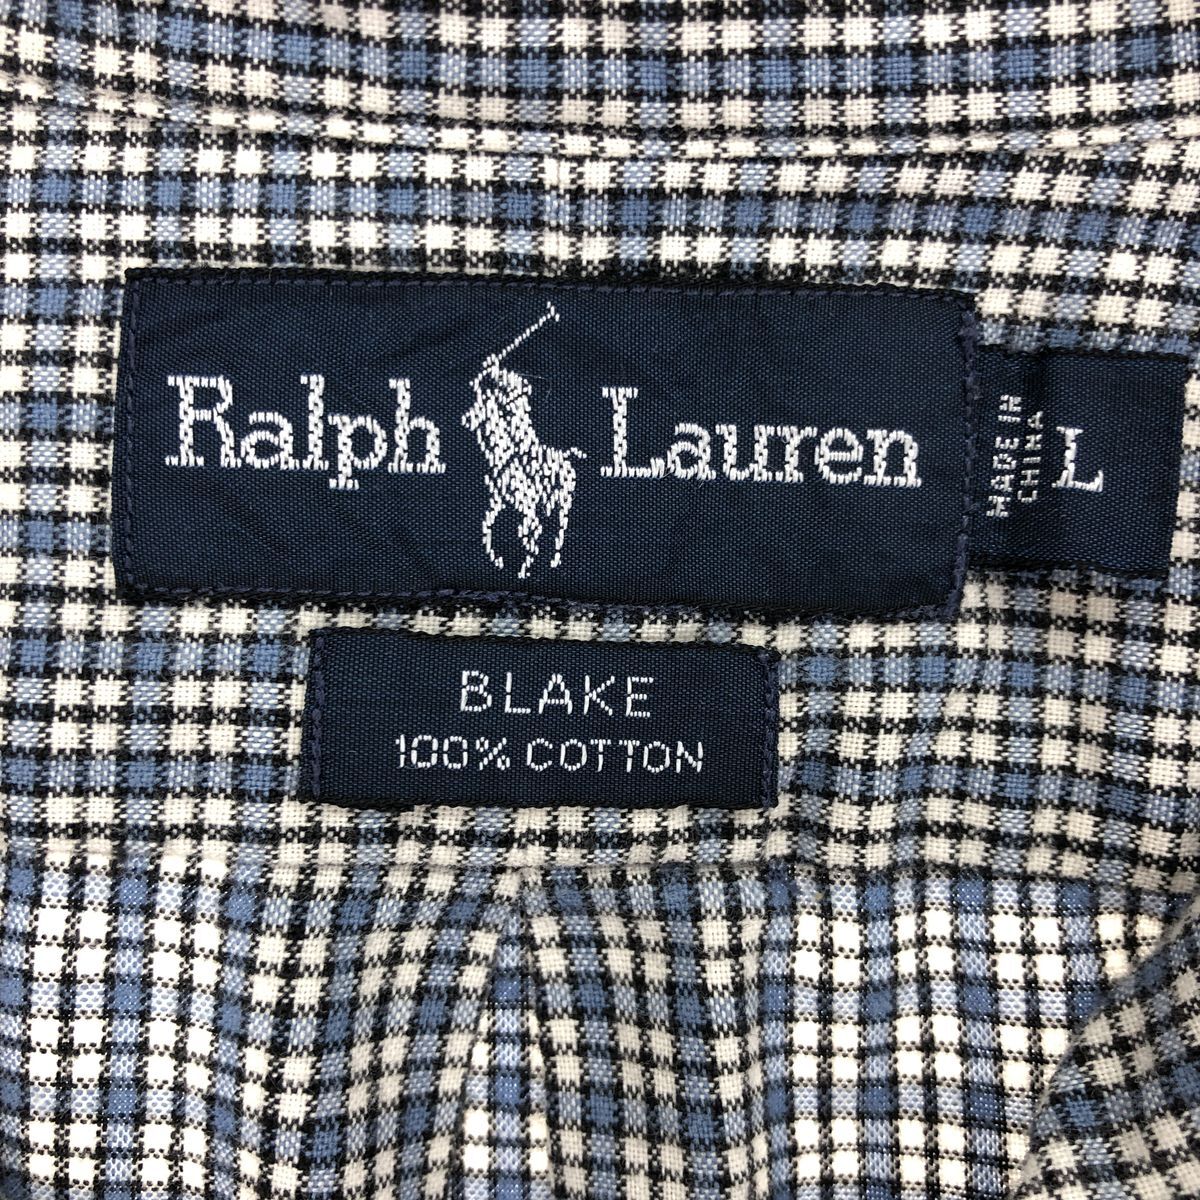 Ralph Lauren
MADE IN
CHINA
L
BLAKE
100% COTTON